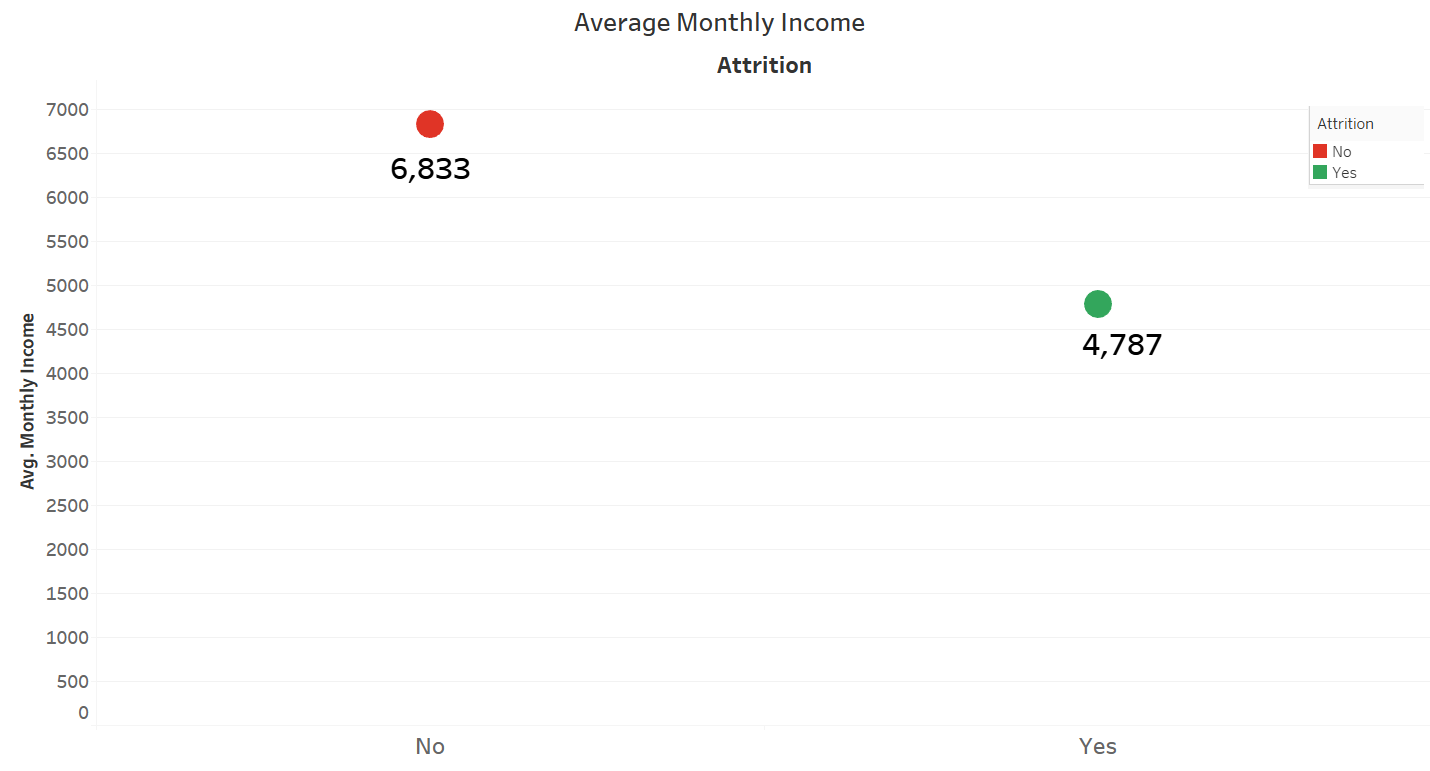 Average Monthly Income
Attrition
7000
6500
6000
5500
5000
4500
4000
3500
3000
2500
2000
1500
1000
500
0
Avg. Monthly Income
6,833
4,787
No
Yes
Attrition
No
Yes